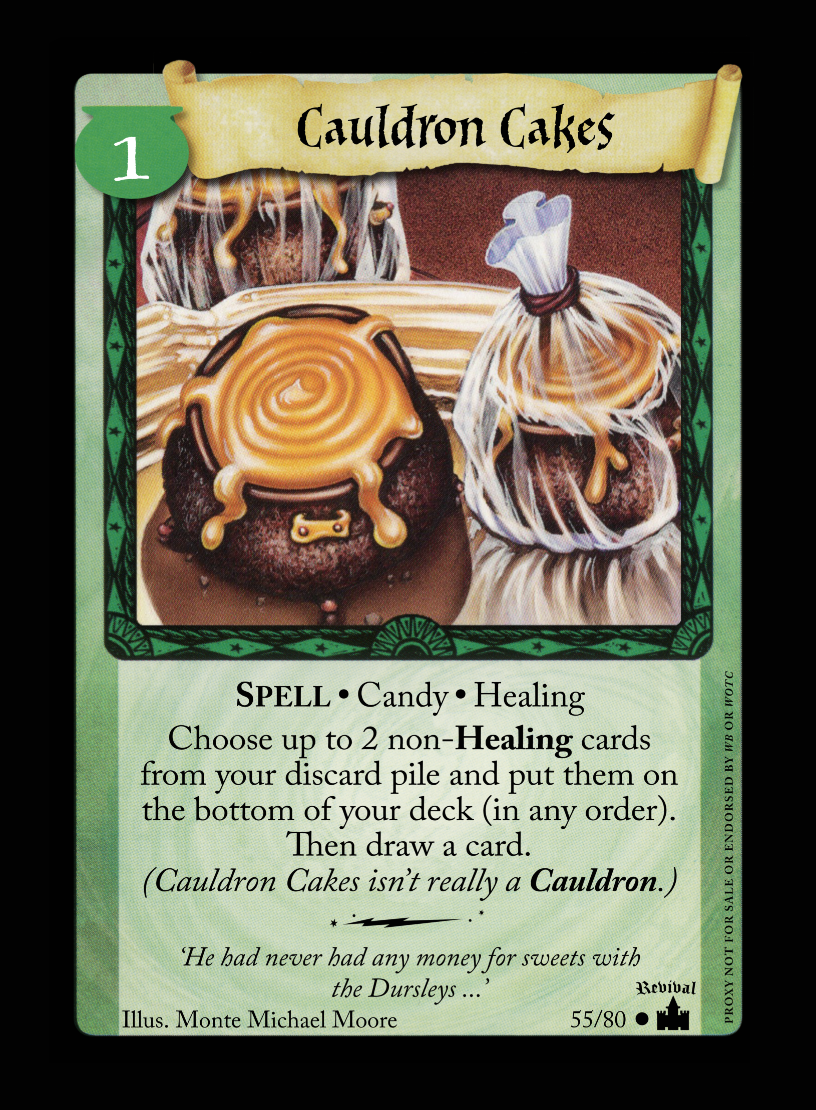 Cauldron Cakes
1
SPELL • Candy • Healing
Choose up to 2 non-Healing cards
from your discard pile and put them on
the bottom of your deck (in any order).
Then draw a card.
(Cauldron Cakes isn't really a Cauldron.)
‘He had never had any money for sweets with
the Dursleys ...’
Revival
Illus. Monte Michael Moore
55/80 ●
PROXY NOT FOR SALE OR ENDORSED BY WB OR WOTC